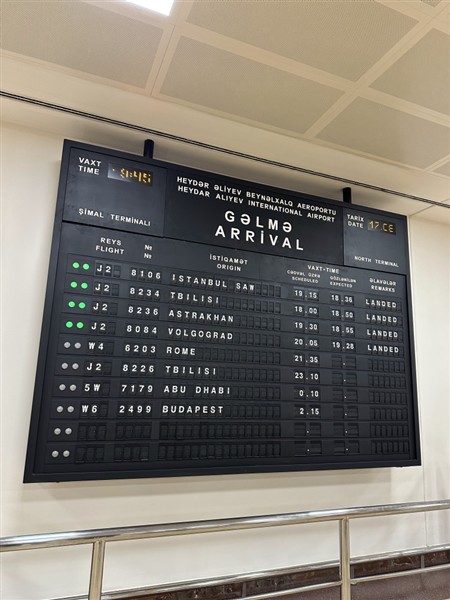 VAXT
TIME
HEYDƏR ƏLİYEV BEYNƏLXALQ AEROPORTU
HEYDAR ALIYEV INTERNATIONAL AIRPORT
GƏLMƏ
ARRIVAL
TARİX
DATE
ŞİMAL TERMİNALI
NORTH TERMINAL
REYS № İSTİQAMƏT VAXT-TIME ƏLAVƏLƏR
FLIGHT № ORIGIN CƏDVƏL ÜZRƏ SCHEDULED GÖZLƏNİLƏN EXPECTED REMARKS
J2 8106 ISTANBUL SAW 19.15 18.36 LANDED
J2 8234 TBILISI 18.00 18.50 LANDED
J2 8236 ASTRAKHAN 19.30 18.55 LANDED
J2 8084 VOLGOGRAD 20.05 19.28 LANDED
W4 6203 ROME 21.35
J2 8226 TBILISI 23.10
5W 7179 ABU DHABI 0.10
W6 2499 BUDAPEST 2.15